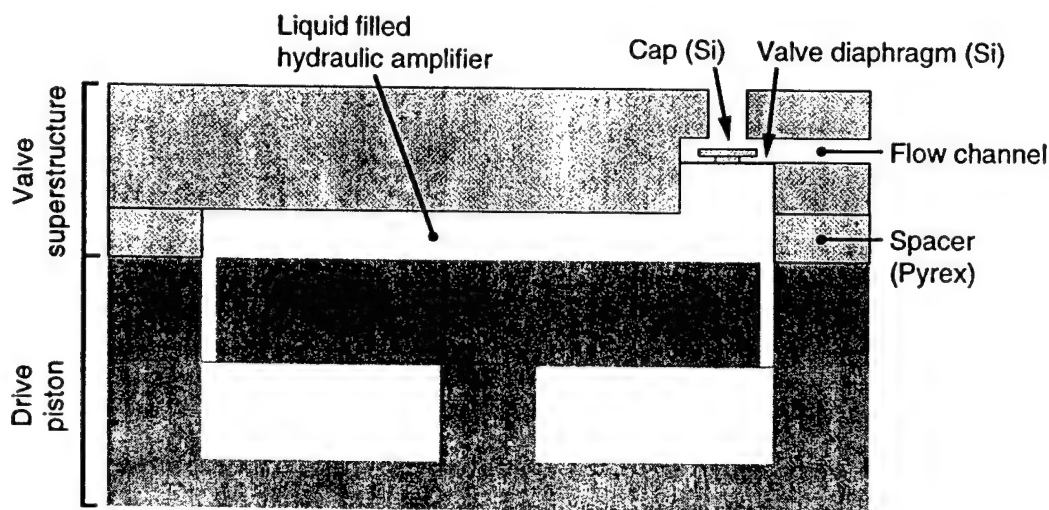 Liquid filled
hydraulic amplifier
Cap (Si)
Valve diaphragm (Si)
Valve
superstructure
Flow channel
Spacer
(Pyrex)
Drive
piston